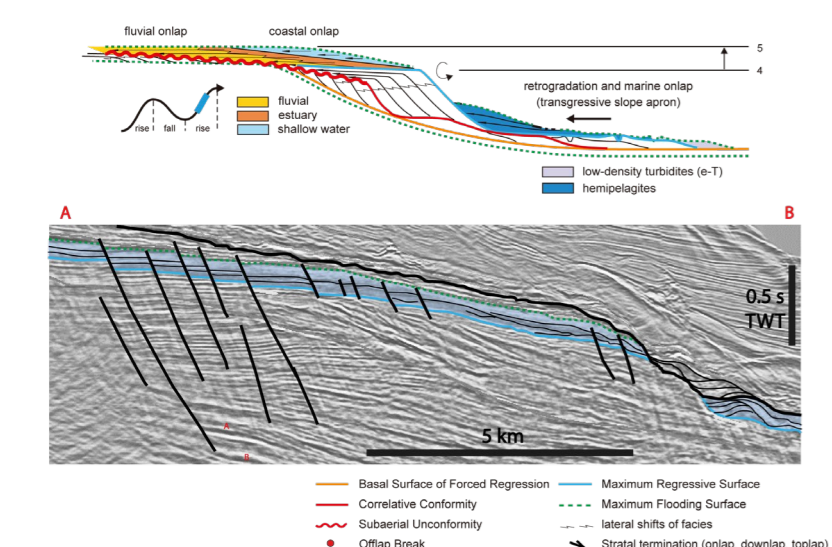 fluvial onlap
coastal onlap
5
4
retrogradation and marine onlap
(transgressive slope apron)
rise
fall
rise
fluvial
estuary
shallow water
low-density turbidites (e-T)
hemipelagites
A
B
0.5 s
TWT
A
B
5 km
Basal Surface of Forced Regression
Maximum Regressive Surface
Correlative Conformity
Maximum Flooding Surface
Subaerial Unconformity
lateral shifts of facies
Offlap Break
Stratal termination (onlap, downlap, toplap)